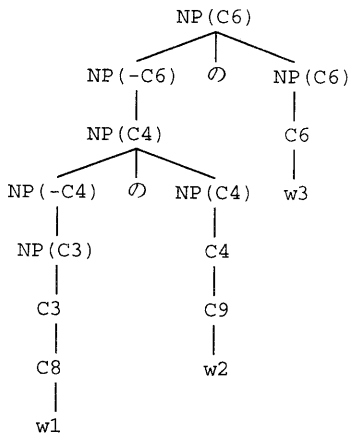 NP(C6)
NP(-C6) の NP(C6)
NP(C4) C6
NP(-C4) の NP(C4) w3
NP(C3) C4
C3 C9
C8 w2
w1